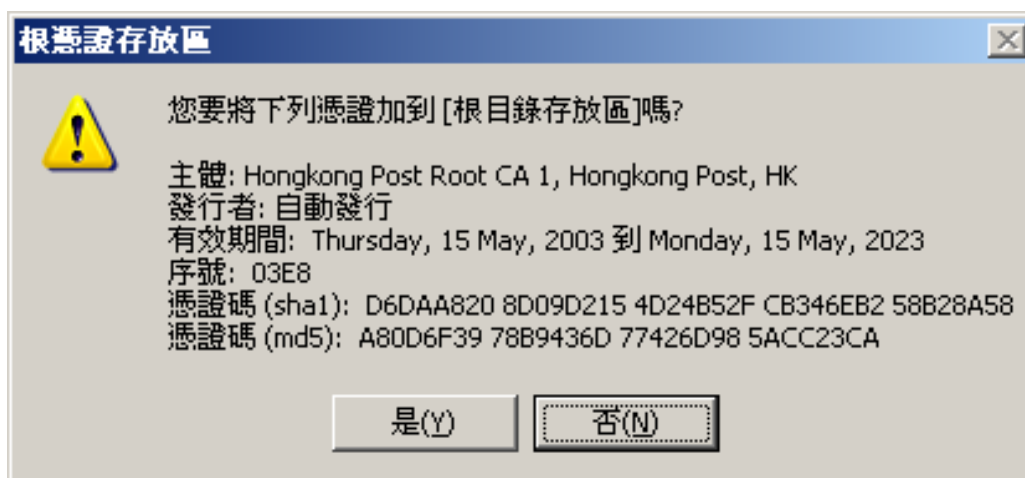 根憑證存放區
您要將下列憑證加到 [根目錄存放區]嗎?
主體: Hongkong Post Root CA 1, Hongkong Post, HK
發行者: 自動發行
有效期間: Thursday, 15 May, 2003 到 Monday, 15 May, 2023
序號: 03E8
憑證碼 (sha1): D6DAA820 8D09D215 4D24B52F CB346EB2 58B28A58
憑證碼 (md5): A80D6F39 78B9436D 77426D98 5ACC23CA
是(Y) 否(N)